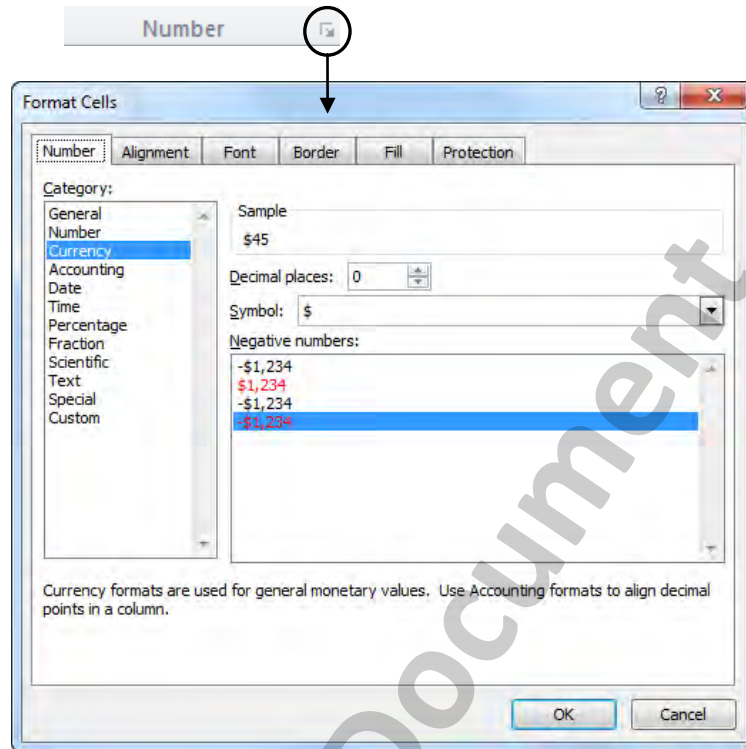 Number
Format Cells
Number Alignment Font Border Fill Protection
Category:
General
Number
Currency
Accounting
Date
Time
Percentage
Fraction
Scientific
Text
Special
Custom
Sample
$45
Decimal places: 0
Symbol: $
Negative numbers:
-$1,234
$1,234
-$1,234
-$1,234
Currency formats are used for general monetary values. Use Accounting formats to align decimal
points in a column.
OK Cancel
Document